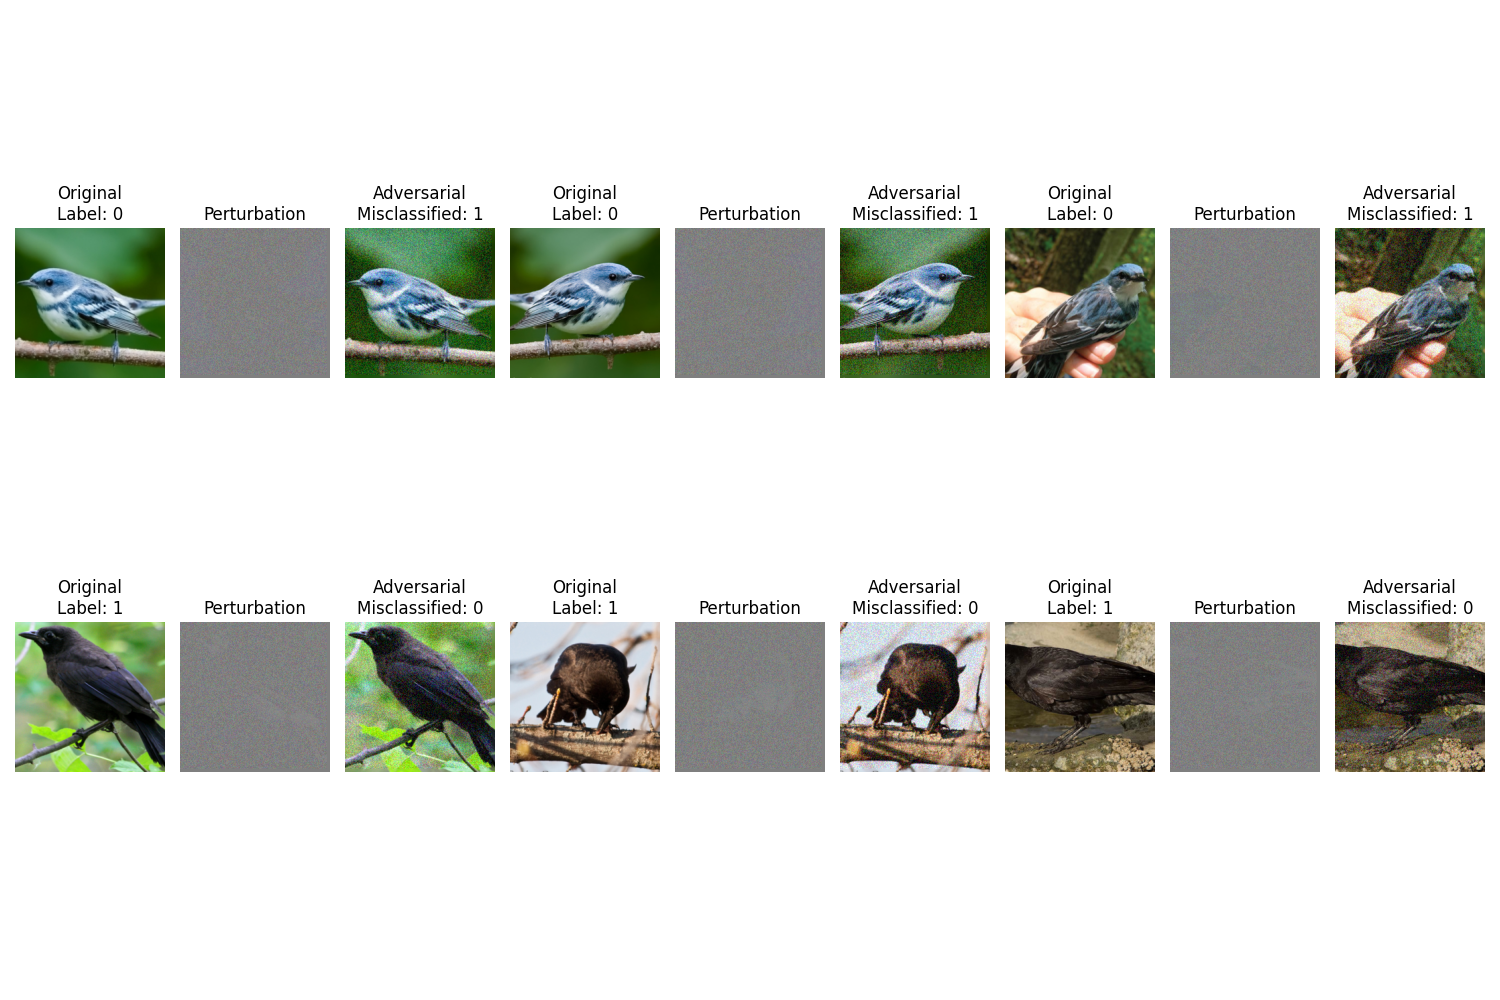 Original
Label: 0
Perturbation
Adversarial
Misclassified: 1
Original
Label: 0
Perturbation
Adversarial
Misclassified: 1
Original
Label: 0
Perturbation
Adversarial
Misclassified: 1
Original
Label: 1
Perturbation
Adversarial
Misclassified: 0
Original
Label: 1
Perturbation
Adversarial
Misclassified: 0
Original
Label: 1
Perturbation
Adversarial
Misclassified: 0